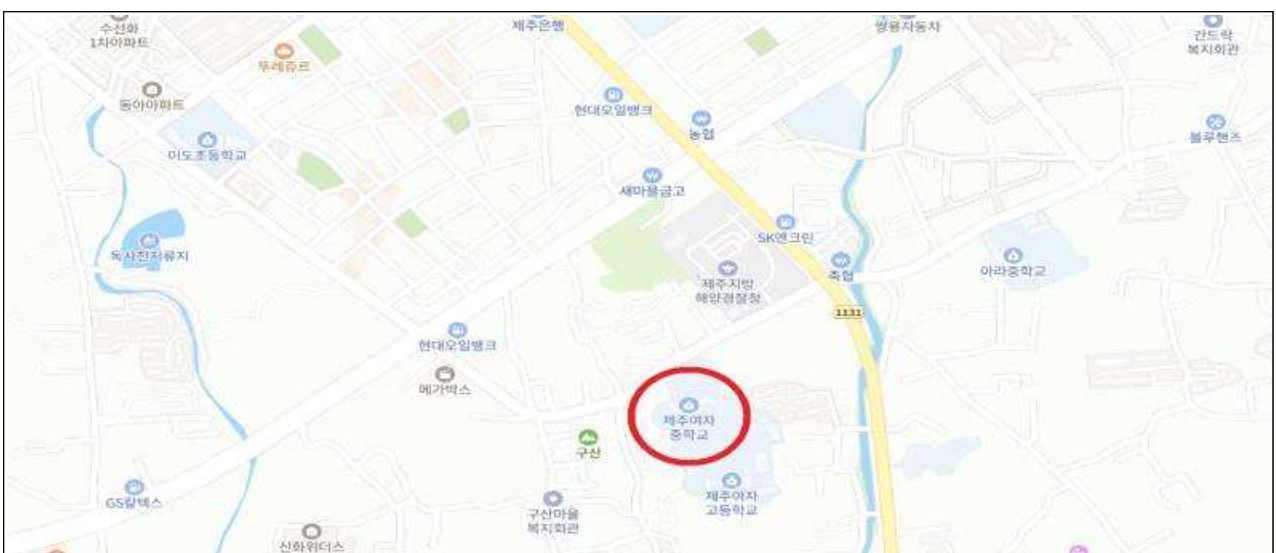 수선화
1차아파트
제주은행
쌍용자동차
간드락
복지회관
뚜레쥬르
동아아파트
현대오일뱅크
농협
블루핸즈
이도초등학교
새마을금고
SK엔크린
독사천저류지
제주지방
해양경찰청
축협
아라중학교
1131
현대오일뱅크
메가박스
제주여자
중학교
구산
GS칼텍스
제주여자
고등학교
구산마을
복지회관
신화위더스